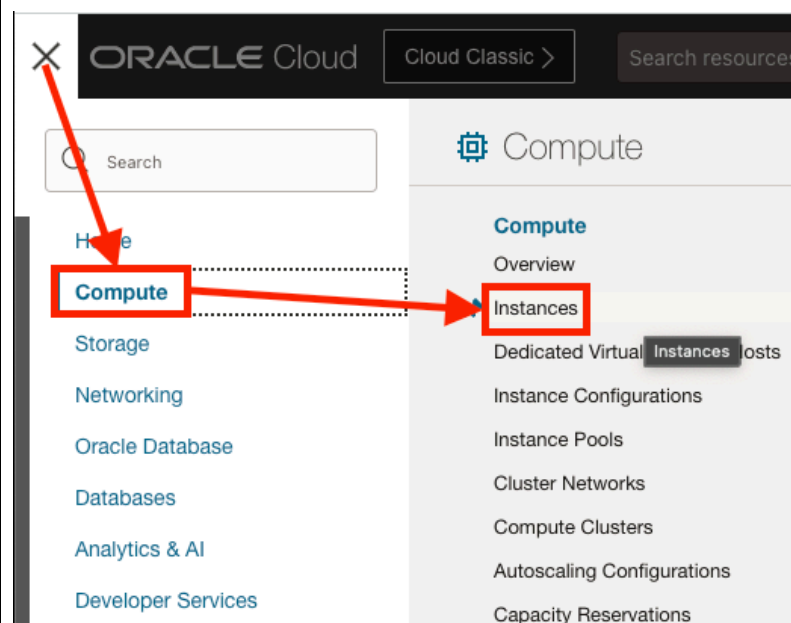 ORACLE Cloud
Cloud Classic
Search resources
Search
Home
Compute
Storage
Networking
Oracle Database
Databases
Analytics & AI
Developer Services
Compute
Compute
Overview
Instances
Dedicated Virtual
Instances
Instance Configurations
Instance Pools
Cluster Networks
Compute Clusters
Autoscaling Configurations
Capacity Reservations